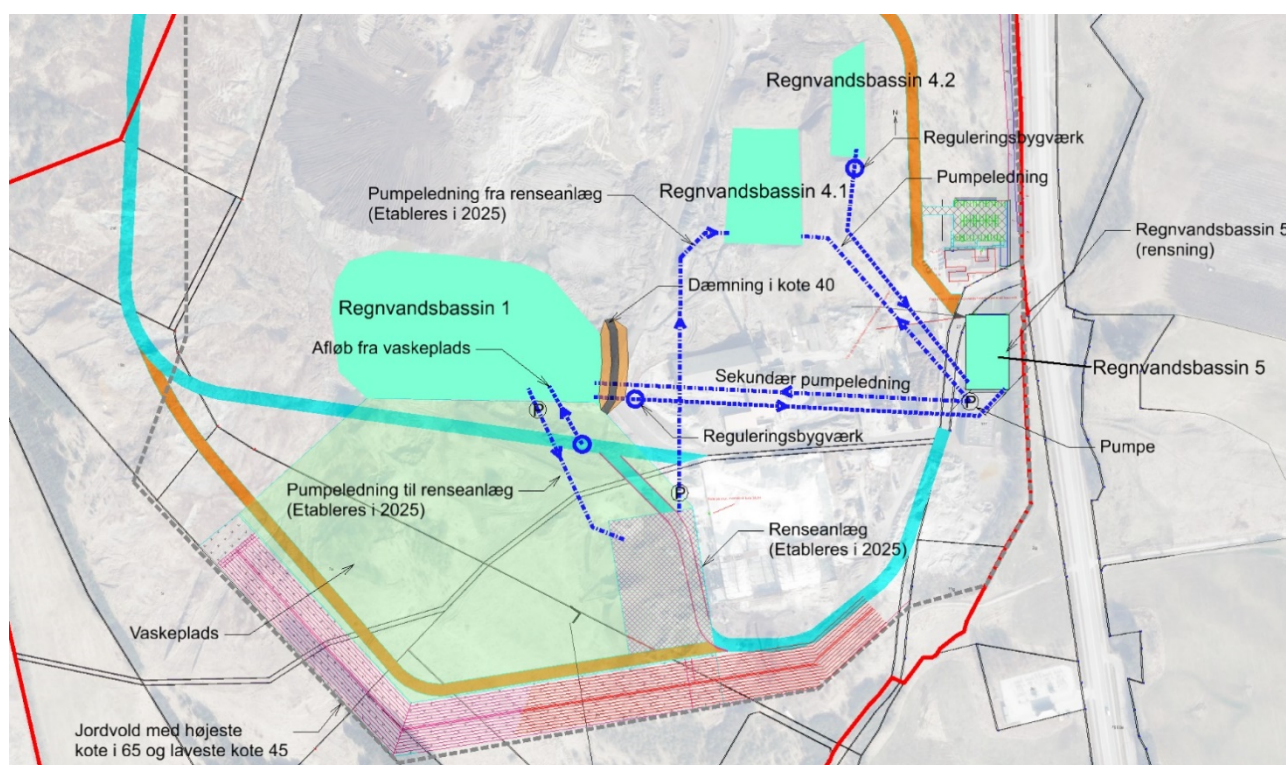 Regnvandsbassin 4.2
N
Reguleringsbygværk
Pumpeledning fra renseanlæg
(Etableres i 2025)
Regnvandsbassin 4.1
Pumpeledning
Regnvandsbassin 5
(rensning)
Dæmning i kote 40
Regnvandsbassin 1
Afløb fra vaskeplads
Regnvandsbassin 5
Sekundær pumpeledning
P
P
Reguleringsbygværk
Pumpe
Pumpeledning til renseanlæg
(Etableres i 2025)
P
Renseanlæg
(Etableres i 2025)
Vaskeplads
Jordvold med højeste
kote i 65 og laveste kote 45